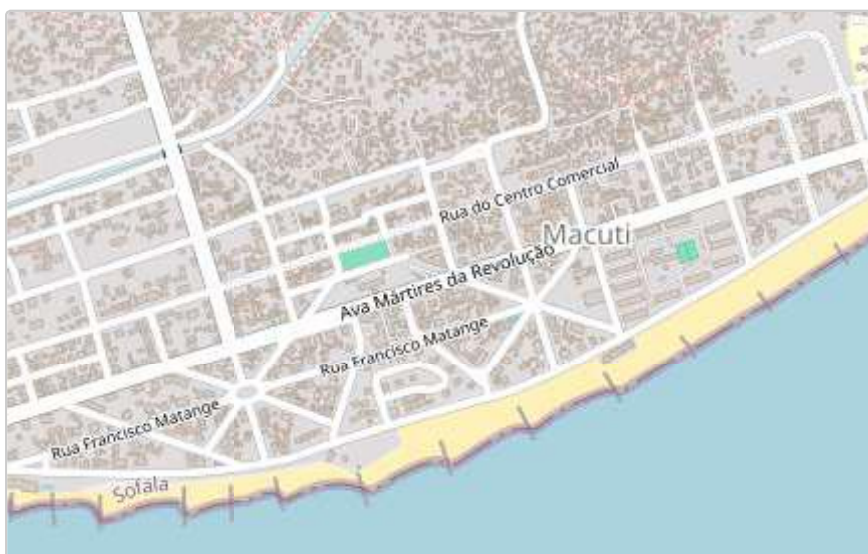 Rua do Centro Comercial
Macuti
Ava Mártires da Revolução
Rua Francisco Matange
Rua Francisco Matange
Sofala